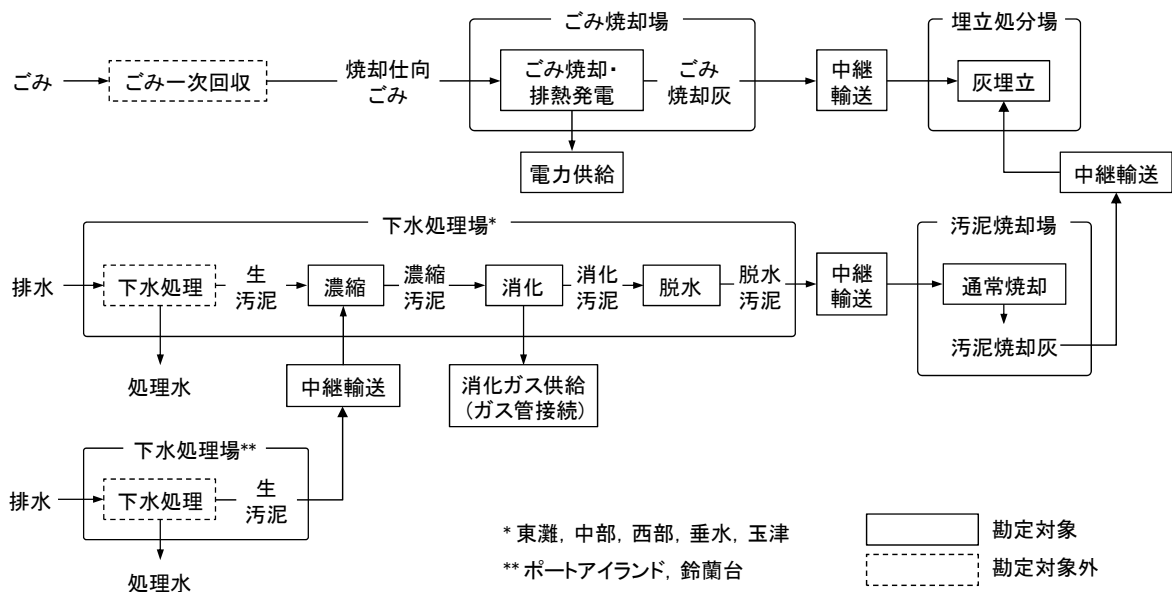 ごみ焼却場
埋立処分場
ごみ
ごみ一次回収
焼却仕向
ごみ
ごみ焼却・
排熱発電
ごみ
焼却灰
中継
輸送
灰埋立
電力供給
中継輸送
下水処理場*
汚泥焼却場
排水
下水処理
生
汚泥
濃縮
濃縮
汚泥
消化
消化
汚泥
脱水
脱水
汚泥
中継
輸送
通常焼却
汚泥焼却灰
処理水
中継輸送
消化ガス供給
(ガス管接続)
下水処理場**
排水
下水処理
生
汚泥
処理水
* 東灘, 中部, 西部, 垂水, 玉津
** ポートアイランド, 鈴蘭台
勘定対象
勘定対象外